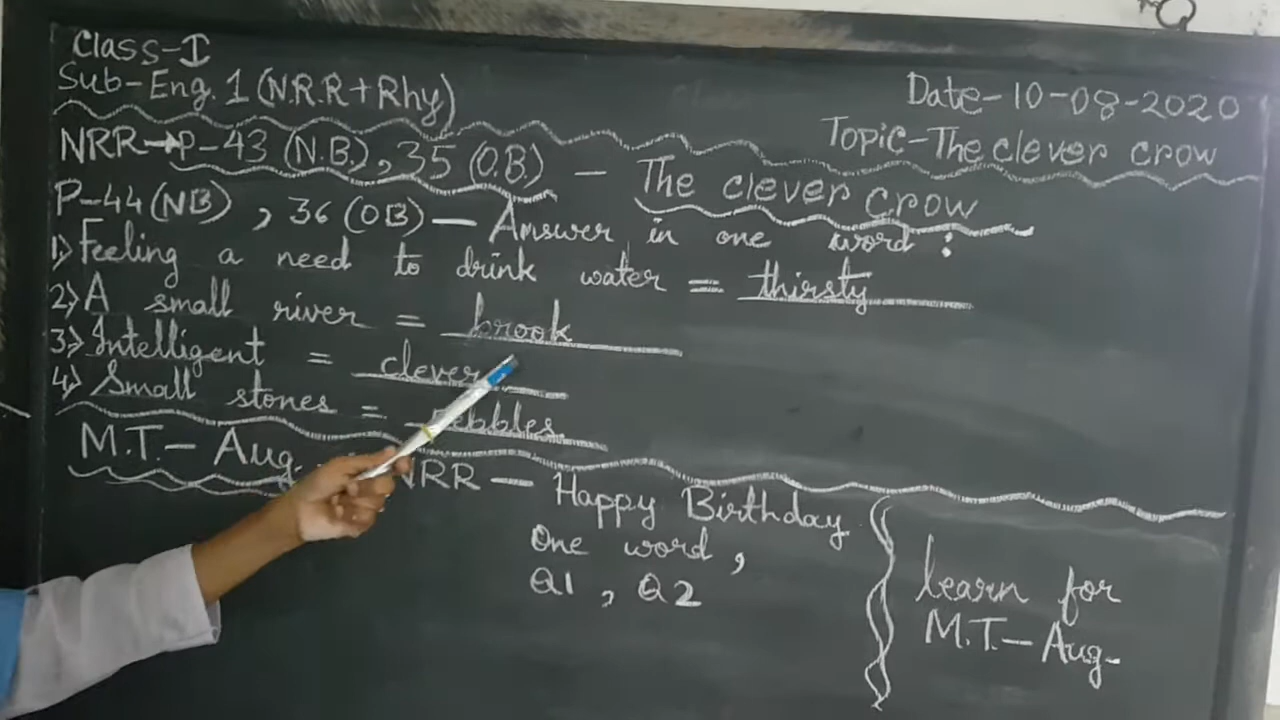 Class-I
Sub-Eng. 1 (N.R.R+Rhy)
Date-10-08-2020
Topic-The clever crow
NRR→P-43 (N.B.), 35 (O.B.) - The clever crow
P-44 (NB), 36 (OB) - Answer in one word:
1) Feeling a need to drink water = thirsty
2) A small river = brook
3) Intelligent = clever
4) Small stones = pebbles
M.T.- Aug. NRR - Happy Birthday
One word,
Q1, Q2
learn for
M.T.- Aug-